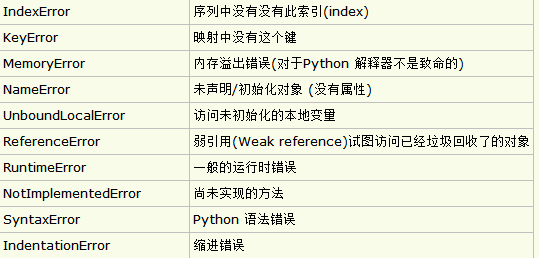 IndexError 序列中没有没有此索引(index)
KeyError 映射中没有这个键
MemoryError 内存溢出错误(对于Python 解释器不是致命的)
NameError 未声明/初始化对象 (没有属性)
UnboundLocalError 访问未初始化的本地变量
ReferenceError 弱引用(Weak reference)试图访问已经垃圾回收了的对象
RuntimeError 一般的运行时错误
NotImplementedError 尚未实现的方法
SyntaxError Python 语法错误
IndentationError 缩进错误